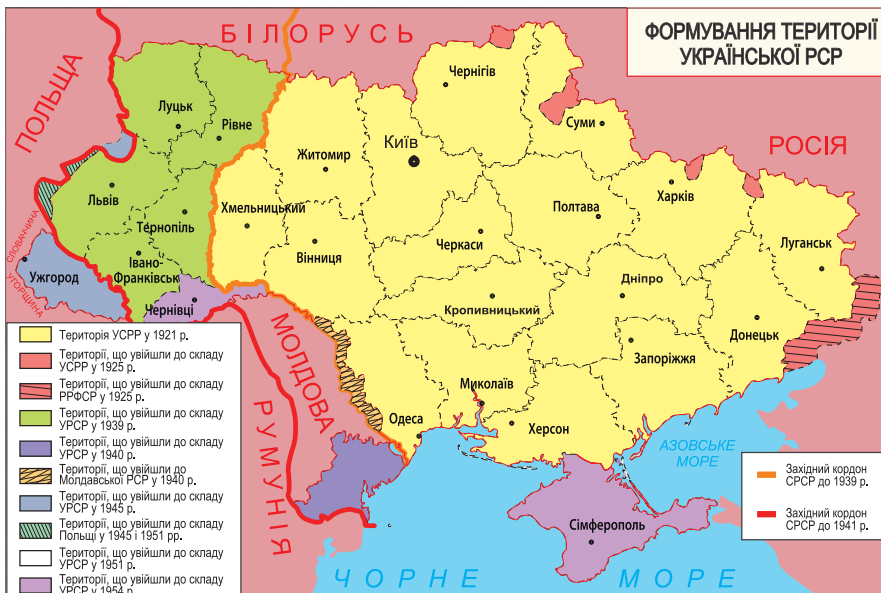 ФОРМУВАННЯ ТЕРИТОРІЇ
УКРАЇНСЬКОЇ РСР
БІЛОРУСЬ
ПОЛЬЩА
РОСІЯ
СЛОВАЧЧИНА
УГОРЩИНА
МОЛДОВА
РУМУНІЯ
Чернігів
Луцьк
Рівне
Суми
Київ
Житомир
Львів
Харків
Тернопіль
Хмельницький
Полтава
Черкаси
Луганськ
Вінниця
Івано-
Франківськ
Ужгород
Дніпро
Чернівці
Кропивницький
Донецьк
Запоріжжя
Миколаїв
Одеса
Херсон
АЗОВСЬКЕ
МОРЕ
Сімферополь
ЧОРНЕ МОРЕ
Територія УСРР у 1921 р.
Території, що увійшли до складу
УСРР у 1925 р.
Території, що увійшли до складу
РРФСР у 1925 р.
Території, що увійшли до складу
УРСР у 1939 р.
Території, що увійшли до складу
УРСР у 1940 р.
Території, що увійшли до
Молдавської РСР у 1940 р.
Території, що увійшли до складу
УРСР у 1945 р.
Території, що увійшли до складу
Польщі у 1945 і 1951 рр.
Території, що увійшли до складу
УРСР у 1951 р.
Території, що увійшли до складу
УРСР у 1954 р.
Західний кордон
СРСР до 1939 р.
Західний кордон
СРСР до 1941 р.